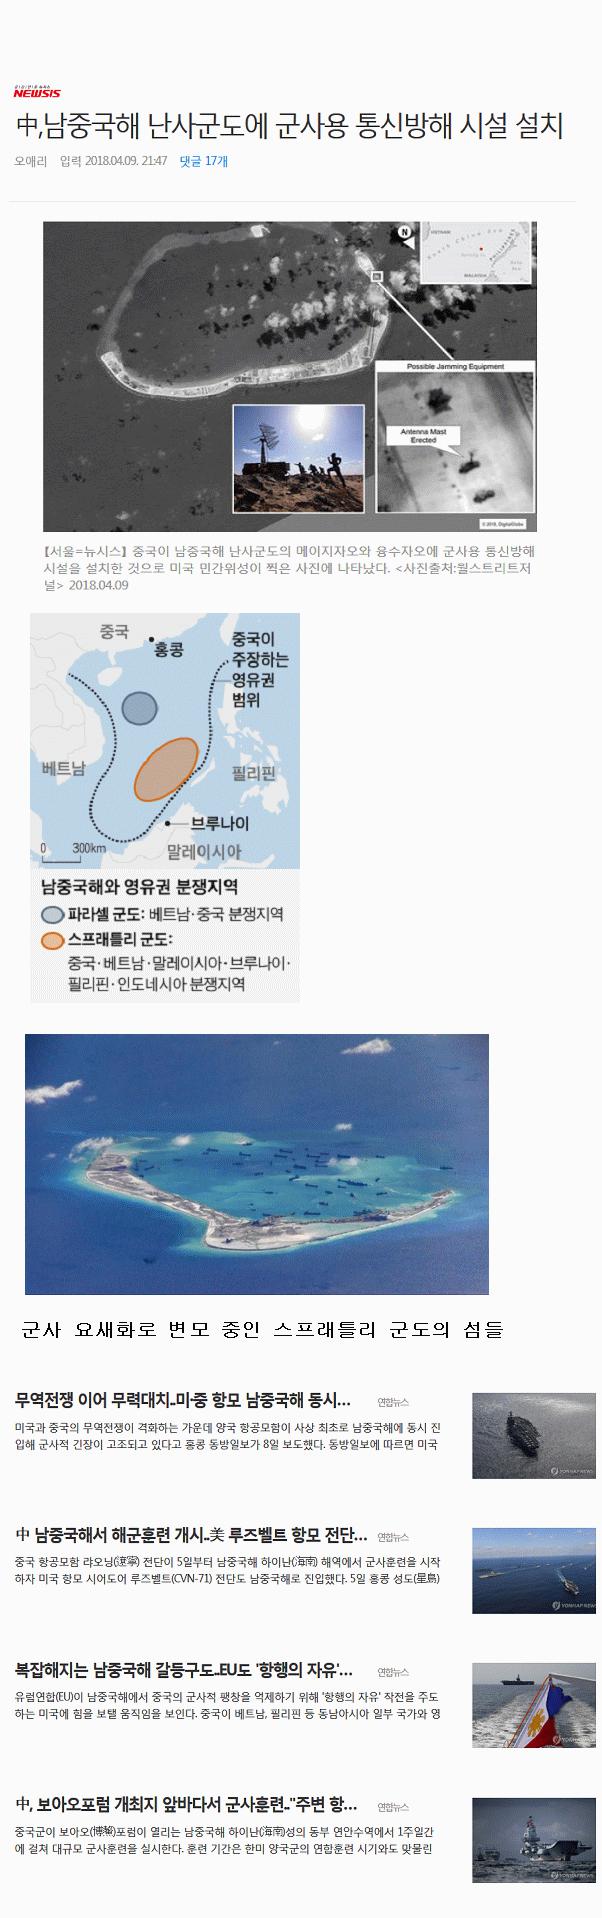 NEWSIS
中,남중국해 난사군도에 군사용 통신방해 시설 설치
오애리 입력 2018.04.09. 21:47 댓글 17개
N
VIETNAM
South China Sea
MALAYSIA
Possible Jamming Equipment
Antenna Mast
Erected
© 2018, DigitalGlobe
【서울=뉴시스】 중국이 남중국해 난사군도의 메이지자오와 융수자오에 군사용 통신방해
시설을 설치한 것으로 미국 민간위성이 찍은 사진에 나타났다. <사진출처:월스트리트저
널> 2018.04.09
중국
홍콩
중국이
주장하는
영유권
범위
베트남
필리핀
브루나이
0 300km
말레이시아
남중국해와 영유권 분쟁지역
파라셀 군도: 베트남·중국 분쟁지역
스프래틀리 군도:
중국·베트남·말레이시아·브루나이·
필리핀·인도네시아 분쟁지역
군사 요새화로 변모 중인 스프래틀리 군도의 섬들
무역전쟁 이어 무력대치..미·중 항모 남중국해 동시... 연합뉴스
미국과 중국의 무역전쟁이 격화하는 가운데 양국 항공모함이 사상 최초로 남중국해에 동시 진
입해 군사적 긴장이 고조되고 있다고 홍콩 동방일보가 8일 보도했다. 동방일보에 따르면 미국
YONHAP NEWS
中 남중국해서 해군훈련 개시..美 루즈벨트 항모 전단... 연합뉴스
중국 항공모함 랴오닝(遼寧) 전단이 5일부터 남중국해 하이난(海南) 해역에서 군사훈련을 시작
하자 미국 항모 시어도어 루즈벨트(CVN-71) 전단도 남중국해로 진입했다. 5일 홍콩 성도(星島)
YONHAP NEWS
복잡해지는 남중국해 갈등구도..EU도 '항행의 자유'... 연합뉴스
유럽연합(EU)이 남중국해에서 중국의 군사적 팽창을 억제하기 위해 '항행의 자유' 작전을 주도
하는 미국에 힘을 보탤 움직임을 보인다. 중국이 베트남, 필리핀 등 동남아시아 일부 국가와 영
YONHAP NEWS
中, 보아오포럼 개최지 앞바다서 군사훈련.."주변 항... 연합뉴스
중국군이 보아오(博鰲)포럼이 열리는 남중국해 하이난(海南)성의 동부 연안수역에서 1주일간
에 걸쳐 대규모 군사훈련을 실시한다. 훈련 기간은 한미 양국군의 연합훈련 시기와도 맞물린
YONHAP NEWS